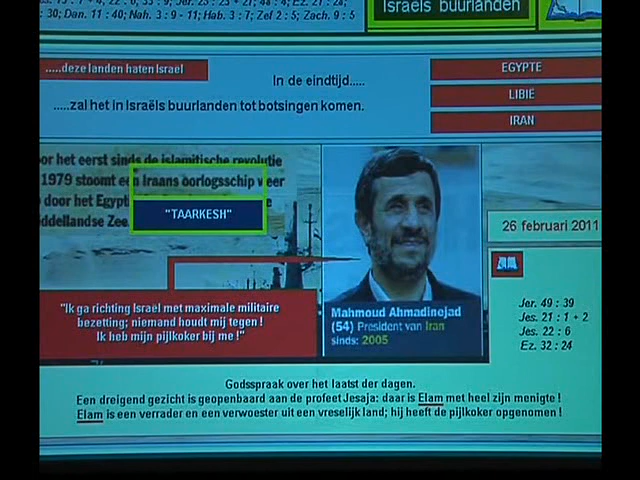 Israëls buurlanden
: 30; Dan. 11 : 40; Nah. 3 : 9 - 11; Hab. 3 : 7; Zef 2 : 5; Zach. 9 : 5
.....deze landen haten Israël
In de eindtijd.....
.....zal het in Israëls buurlanden tot botsingen komen.
EGYPTE
LIBIË
IRAN
or het eerst sinds de islamitische revolutie
1979 stoomt een Iraans oorlogsschip weer
door het Egypt
ddellandse Zee
"TAARKESH"
26 februari 2011
"Ik ga richting Israël met maximale militaire
bezetting; niemand houdt mij tegen !
Ik heb mijn pijlkoker bij me !"
Mahmoud Ahmadinejad
(54) President van Iran
sinds: 2005
Jer. 49 : 39
Jes. 21 : 1 + 2
Jes. 22 : 6
Ez. 32 : 24
Godsspraak over het laatst der dagen.
Een dreigend gezicht is geopenbaard aan de profeet Jesaja: daar is Elam met heel zijn menigte !
Elam is een verrader en een verwoester uit een vreselijk land; hij heeft de pijlkoker opgenomen !